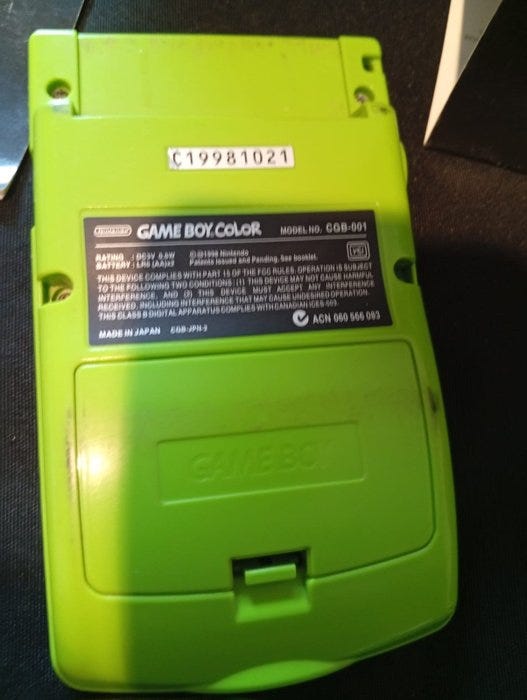 C19981021
Nintendo GAME BOY COLOR MODEL NO. CGB-001
RATING : DC3V 0.6W ©1998 Nintendo
BATTERY : LR6 (AA)X2 Patents Issued and Pending. See booklet.
THIS DEVICE COMPLIES WITH PART 15 OF THE FCC RULES. OPERATION IS SUBJECT
TO THE FOLLOWING TWO CONDITIONS: (1) THIS DEVICE MAY NOT CAUSE HARMFUL
INTERFERENCE, AND (2) THIS DEVICE MUST ACCEPT ANY INTERFERENCE
RECEIVED, INCLUDING INTERFERENCE THAT MAY CAUSE UNDESIRED OPERATION.
THIS CLASS B DIGITAL APPARATUS COMPLIES WITH CANADIAN ICES-003.
ACN 060 566 083
MADE IN JAPAN CGB-JPN-2
GAME BOY